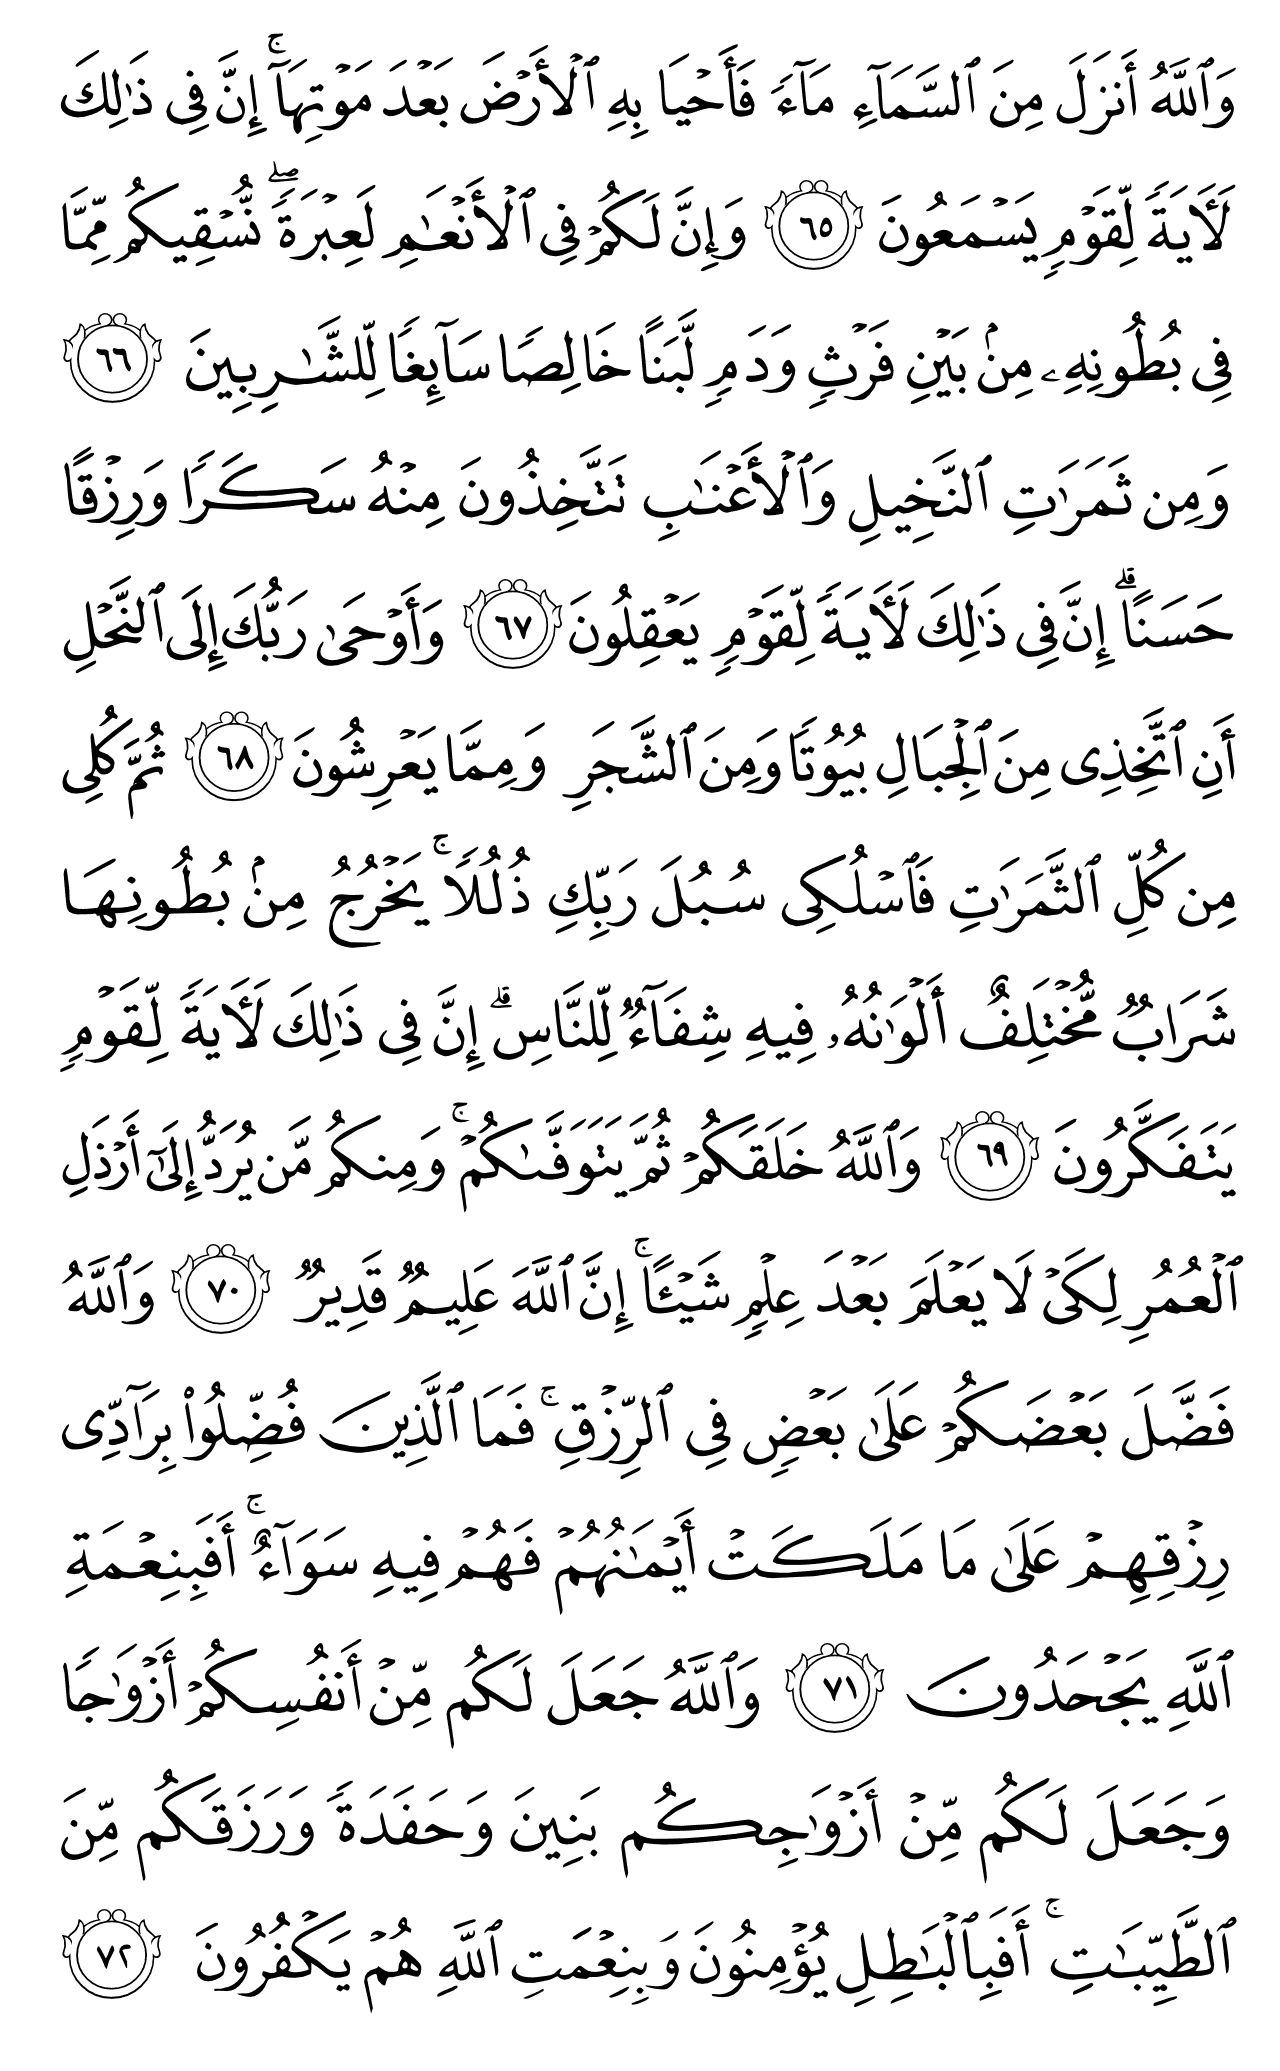 وَٱللَّهُ أَنزَلَ مِنَ ٱلسَّمَآءِ مَآءٗ فَأَحۡيَا بِهِ ٱلۡأَرۡضَ بَعۡدَ مَوۡتِهَآۚ إِنَّ فِي ذَٰلِكَ
لَأٓيَةٗ لِّقَوۡمٖ يَسۡمَعُونَ ٦٥ وَإِنَّ لَكُمۡ فِي ٱلۡأَنۡعَٰمِ لَعِبۡرَةٗۖ نُّسۡقِيكُم مِّمَّا
فِي بُطُونِهِۦ مِنۢ بَيۡنِ فَرۡثٖ وَدَمٖ لَّبَنًا خَالِصٗا سَآئِغٗا لِّلشَّٰرِبِينَ ٦٦
وَمِن ثَمَرَٰتِ ٱلنَّخِيلِ وَٱلۡأَعۡنَٰبِ تَتَّخِذُونَ مِنۡهُ سَكَرٗا وَرِزۡقًا
حَسَنًاۗ إِنَّ فِي ذَٰلِكَ لَأٓيَةٗ لِّقَوۡمٖ يَعۡقِلُونَ ٦٧ وَأَوۡحَىٰ رَبُّكَ إِلَى ٱلنَّحۡلِ
أَنِ ٱتَّخِذِي مِنَ ٱلۡجِبَالِ بُيُوتٗا وَمِنَ ٱلشَّجَرِ وَمِمَّا يَعۡرِشُونَ ٦٨ ثُمَّ كُلِي
مِن كُلِّ ٱلثَّمَرَٰتِ فَٱسۡلُكِي سُبُلَ رَبِّكِ ذُلُلٗاۚ يَخۡرُجُ مِنۢ بُطُونِهَا
شَرَابٞ مُّخۡتَلِفٌ أَلۡوَٰنُهُۥ فِيهِ شِفَآءٞ لِّلنَّاسِۚ إِنَّ فِي ذَٰلِكَ لَأٓيَةٗ لِّقَوۡمٖ
يَتَفَكَّرُونَ ٦٩ وَٱللَّهُ خَلَقَكُمۡ ثُمَّ يَتَوَفَّىٰكُمۡۚ وَمِنكُم مَّن يُرَدُّ إِلَىٰٓ أَرۡذَلِ
ٱلۡعُمُرِ لِكَيۡ لَا يَعۡلَمَ بَعۡدَ عِلۡمٖ شَيۡـًٔاۚ إِنَّ ٱللَّهَ عَلِيمٞ قَدِيرٞ ٧٠ وَٱللَّهُ
فَضَّلَ بَعۡضَكُمۡ عَلَىٰ بَعۡضٖ فِي ٱلرِّزۡقِۚ فَمَا ٱلَّذِينَ فُضِّلُواْ بِرَآدِّي
رِزۡقِهِمۡ عَلَىٰ مَا مَلَكَتۡ أَيۡمَٰنُهُمۡ فَهُمۡ فِيهِ سَوَآءٌۚ أَفَبِنِعۡمَةِ
ٱللَّهِ يَجۡحَدُونَ ٧١ وَٱللَّهُ جَعَلَ لَكُم مِّنۡ أَنفُسِكُمۡ أَزۡوَٰجٗا
وَجَعَلَ لَكُم مِّنۡ أَزۡوَٰجِكُم بَنِينَ وَحَفَدَةٗ وَرَزَقَكُم مِّنَ
ٱلطَّيِّبَٰتِۚ أَفَبِٱلۡبَٰطِلِ يُؤۡمِنُونَ وَبِنِعۡمَتِ ٱللَّهِ هُمۡ يَكۡفُرُونَ ٧٢